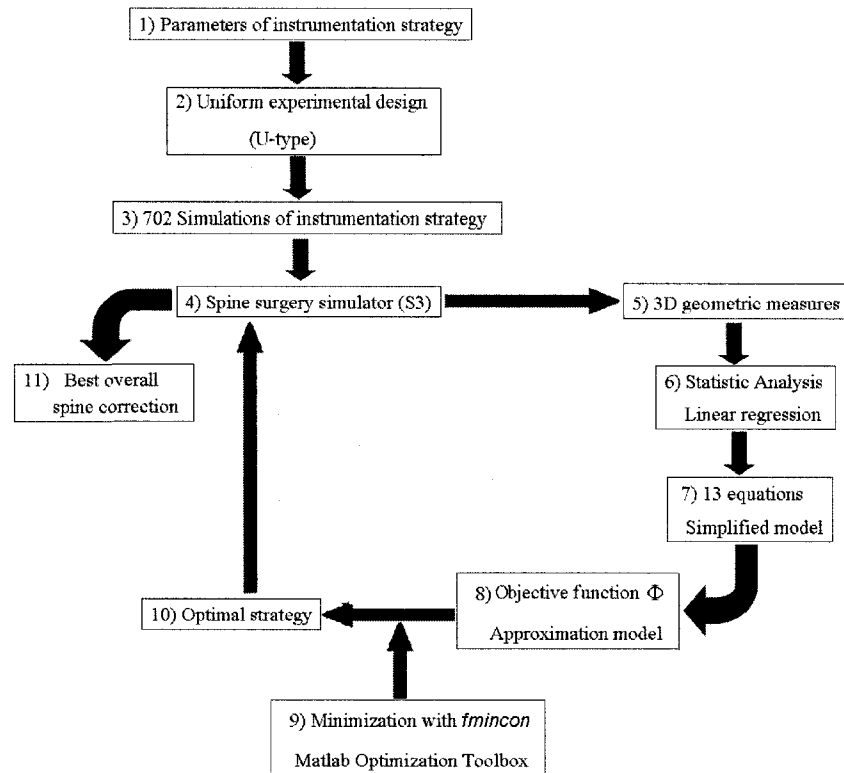 1) Parameters of instrumentation strategy
2) Uniform experimental design
(U-type)
3) 702 Simulations of instrumentation strategy
4) Spine surgery simulator (S3)
5) 3D geometric measures
11) Best overall
spine correction
6) Statistic Analysis
Linear regression
7) 13 equations
Simplified model
8) Objective function Φ
Approximation model
10) Optimal strategy
9) Minimization with fmincon
Matlab Optimization Toolbox